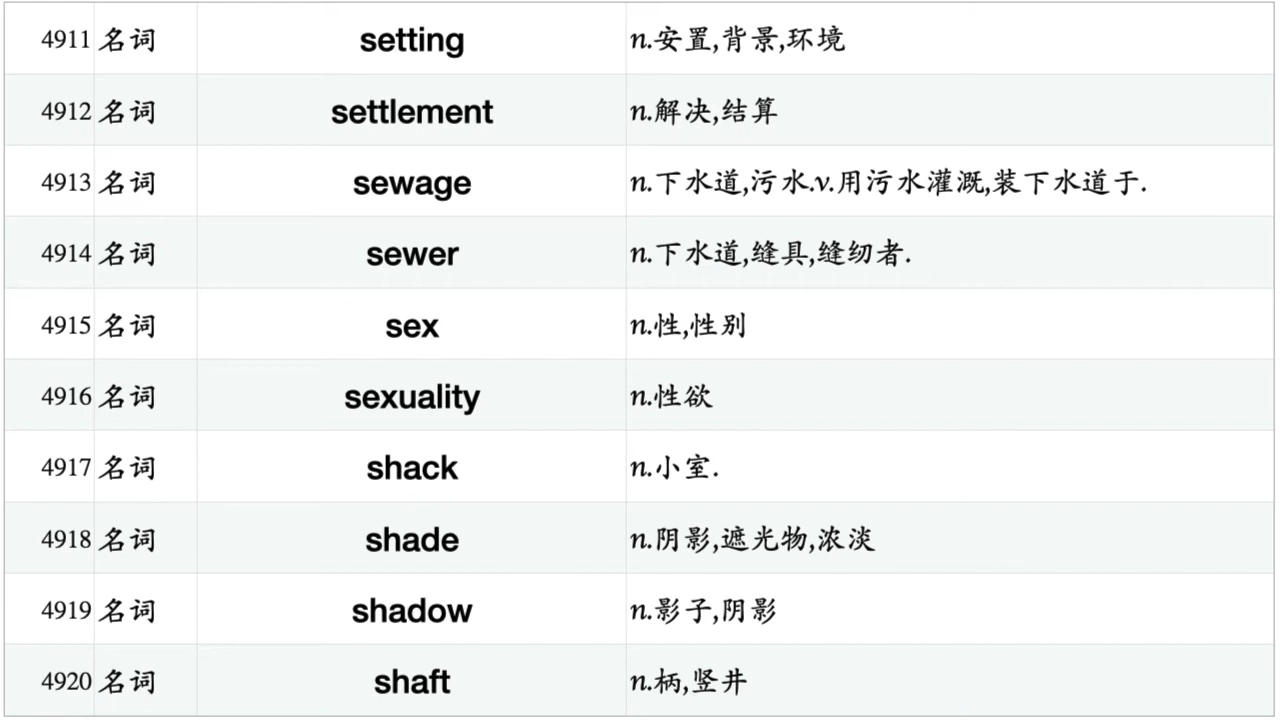 4911 名词 setting n.安置,背景,环境
4912 名词 settlement n.解决,结算
4913 名词 sewage n.下水道,污水.v.用污水灌溉,装下水道于.
4914 名词 sewer n.下水道,缝具,缝纫者.
4915 名词 sex n.性,性别
4916 名词 sexuality n.性欲
4917 名词 shack n.小室.
4918 名词 shade n.阴影,遮光物,浓淡
4919 名词 shadow n.影子,阴影
4920 名词 shaft n.柄,竖井